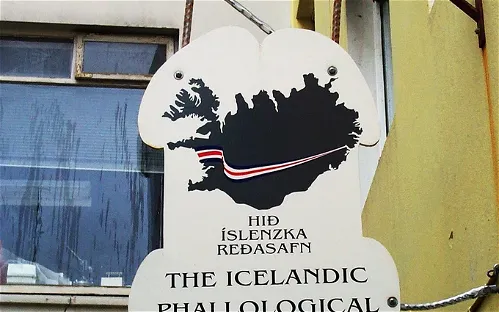 HIÐ
ÍSLENZKA
REÐASAFN
THE ICELANDIC
PHALLOLOGICAL